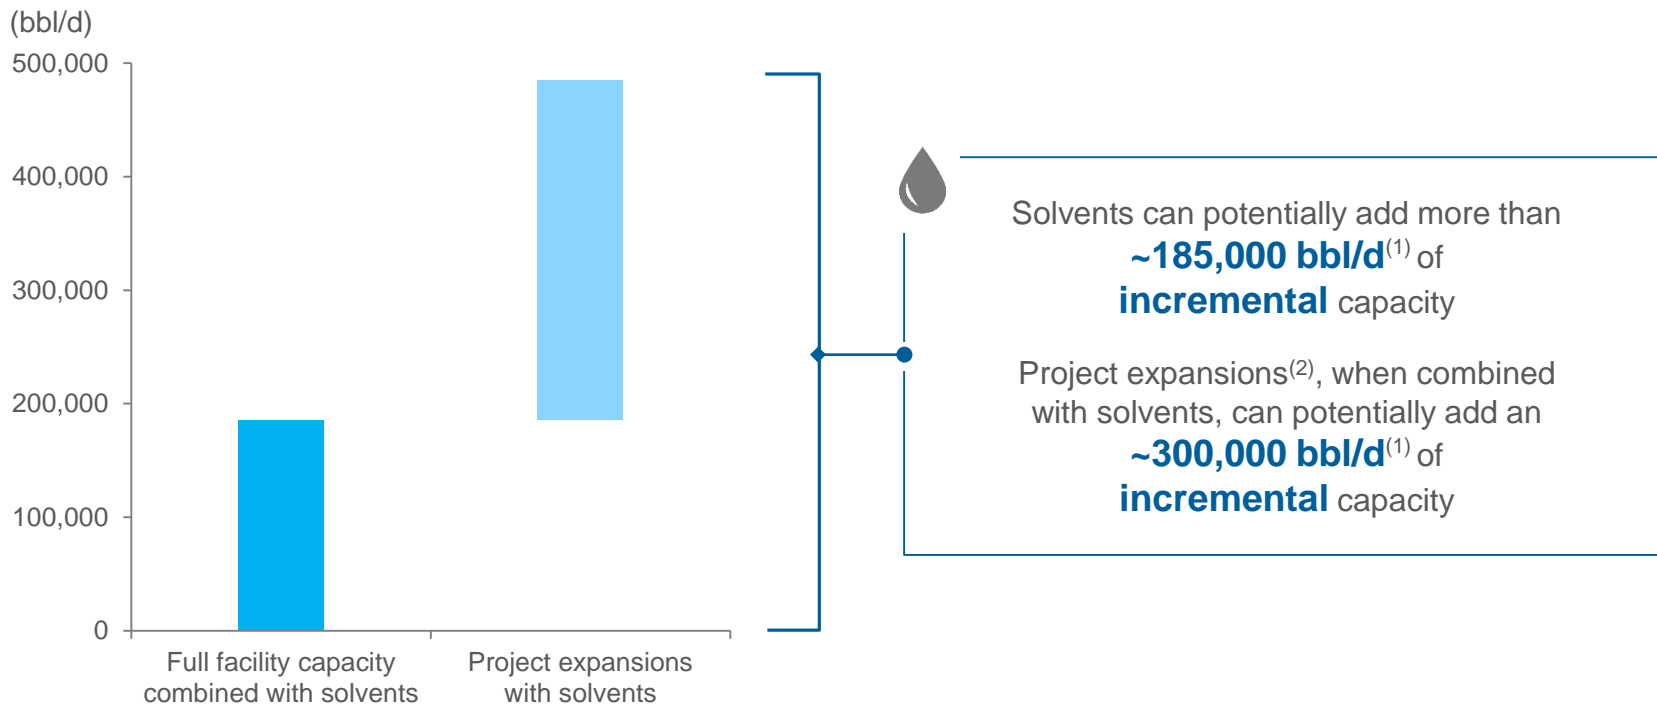 (bbl/d)
500,000
400,000
300,000
200,000
100,000
0
Full facility capacity
combined with solvents
Project expansions
with solvents
Solvents can potentially add more than
~185,000 bbl/d(1) of
incremental capacity
Project expansions(2), when combined
with solvents, can potentially add an
~300,000 bbl/d(1) of
incremental capacity